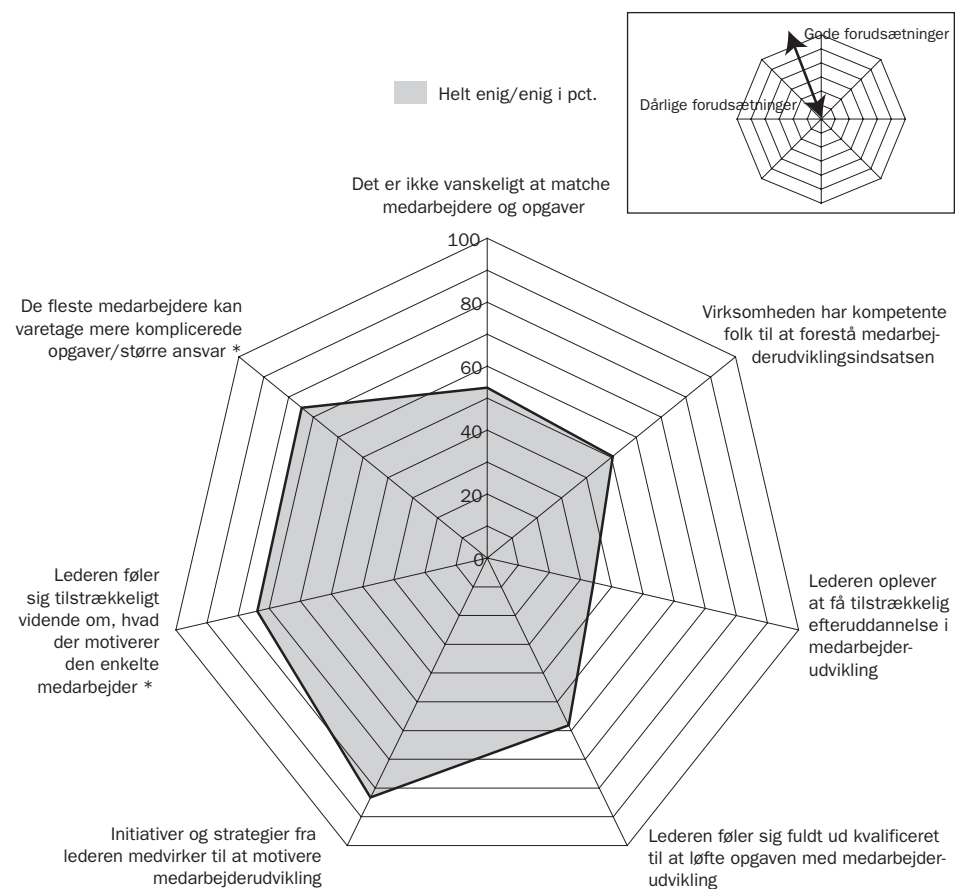 Gode forudsætninger
Dårlige forudsætninger
Helt enig/enig i pct.
Det er ikke vanskeligt at matche
medarbejdere og opgaver
100
80
60
40
20
0
Virksomheden har kompetente
folk til at forestå medarbej-
derudviklingsindsatsen
Lederen oplever
at få tilstrækkelig
efteruddannelse i
medarbejder-
udvikling
Lederen føler sig fuldt ud kvalificeret
til at løfte opgaven med medarbejder-
udvikling
Initiativer og strategier fra
lederen medvirker til at motivere
medarbejderudvikling
Lederen føler
sig tilstrækkeligt
vidende om, hvad
der motiverer
den enkelte
medarbejder *
De fleste medarbejdere kan
varetage mere komplicerede
opgaver/større ansvar *